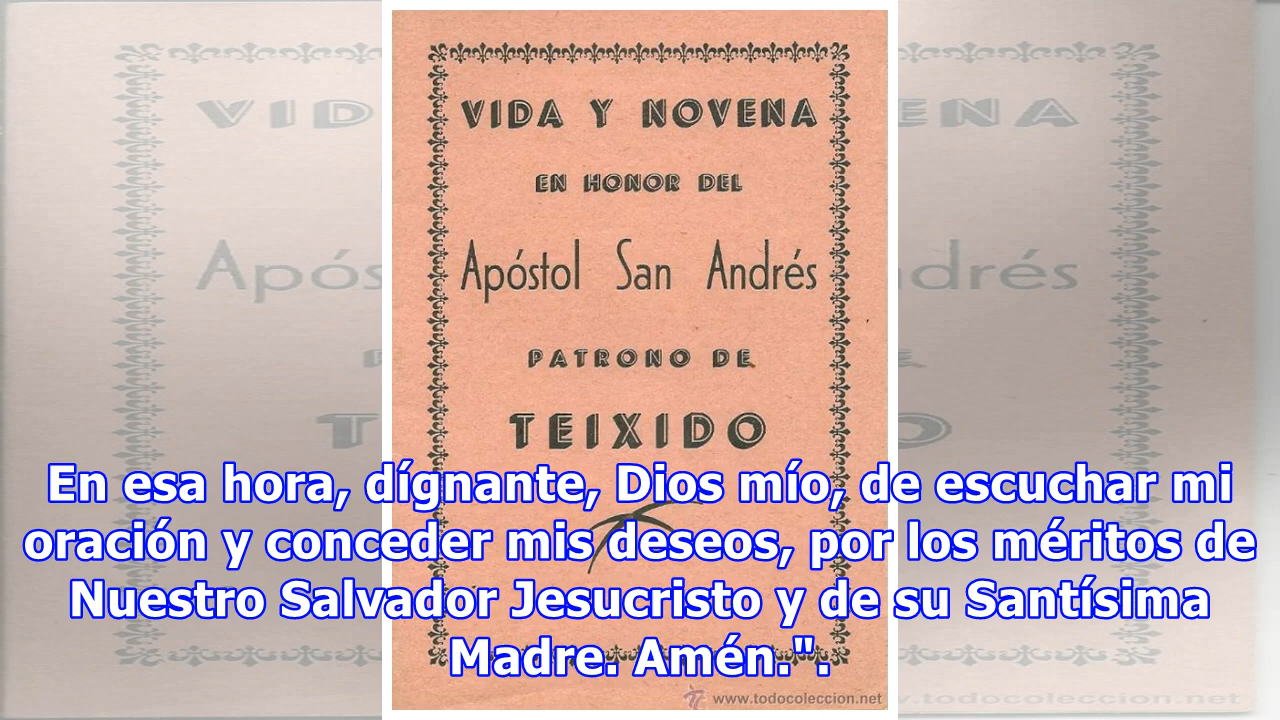 VIDA Y NOVENA
EN HONOR DEL
Apóstol San Andrés
PATRONO DE
TEIXIDO
En esa hora, dígnante, Dios mío, de escuchar mi
oración y conceder mis deseos, por los méritos de
Nuestro Salvador Jesucristo y de su Santísima
Madre. Amén.".
www.todocoleccion.net